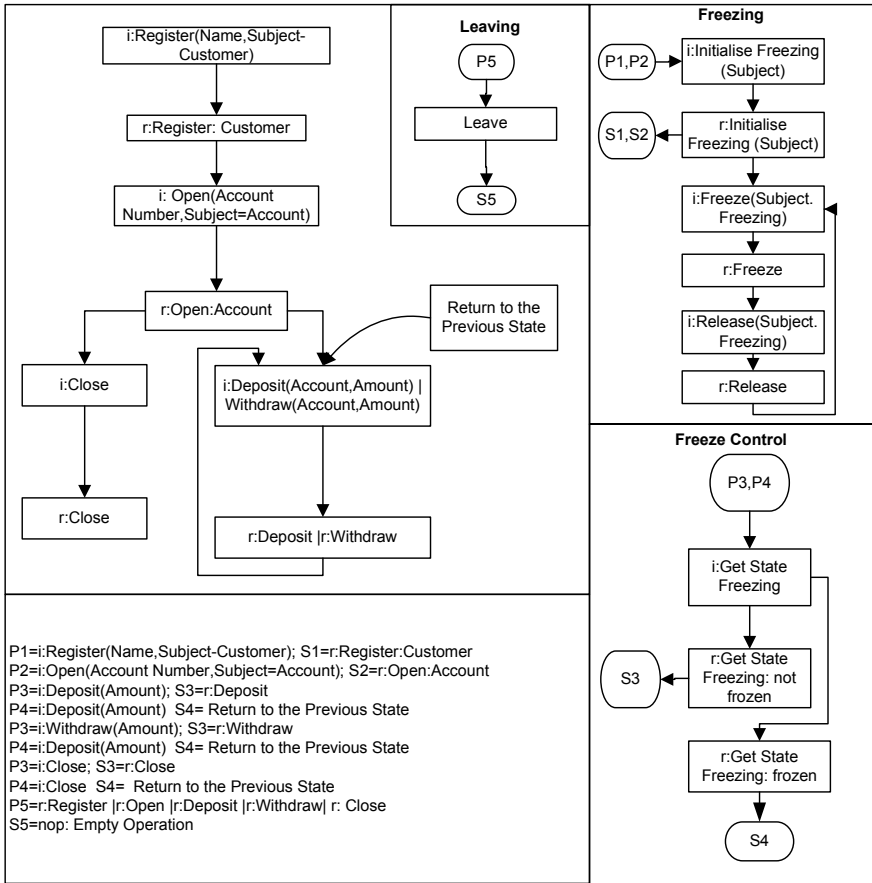 i:Register(Name,Subject-
Customer)
r:Register: Customer
i: Open(Account
Number,Subject=Account)
r:Open:Account
Return to the
Previous State
i:Close
i:Deposit(Account,Amount) |
Withdraw(Account,Amount)
r:Close
r:Deposit |r:Withdraw
Leaving
P5
Leave
S5
Freezing
P1,P2
i:Initialise Freezing
(Subject)
S1,S2
r:Initialise
Freezing (Subject)
i:Freeze(Subject.
Freezing)
r:Freeze
i:Release(Subject.
Freezing)
r:Release
Freeze Control
P3,P4
i:Get State
Freezing
S3
r:Get State
Freezing: not
frozen
r:Get State
Freezing: frozen
S4
P1=i:Register(Name,Subject-Customer); S1=r:Register:Customer
P2=i:Open(Account Number,Subject=Account); S2=r:Open:Account
P3=i:Deposit(Amount); S3=r:Deposit
P4=i:Deposit(Amount) S4= Return to the Previous State
P3=i:Withdraw(Amount); S3=r:Withdraw
P4=i:Deposit(Amount) S4= Return to the Previous State
P3=i:Close; S3=r:Close
P4=i:Close S4= Return to the Previous State
P5=r:Register |r:Open |r:Deposit |r:Withdraw| r: Close
S5=nop: Empty Operation